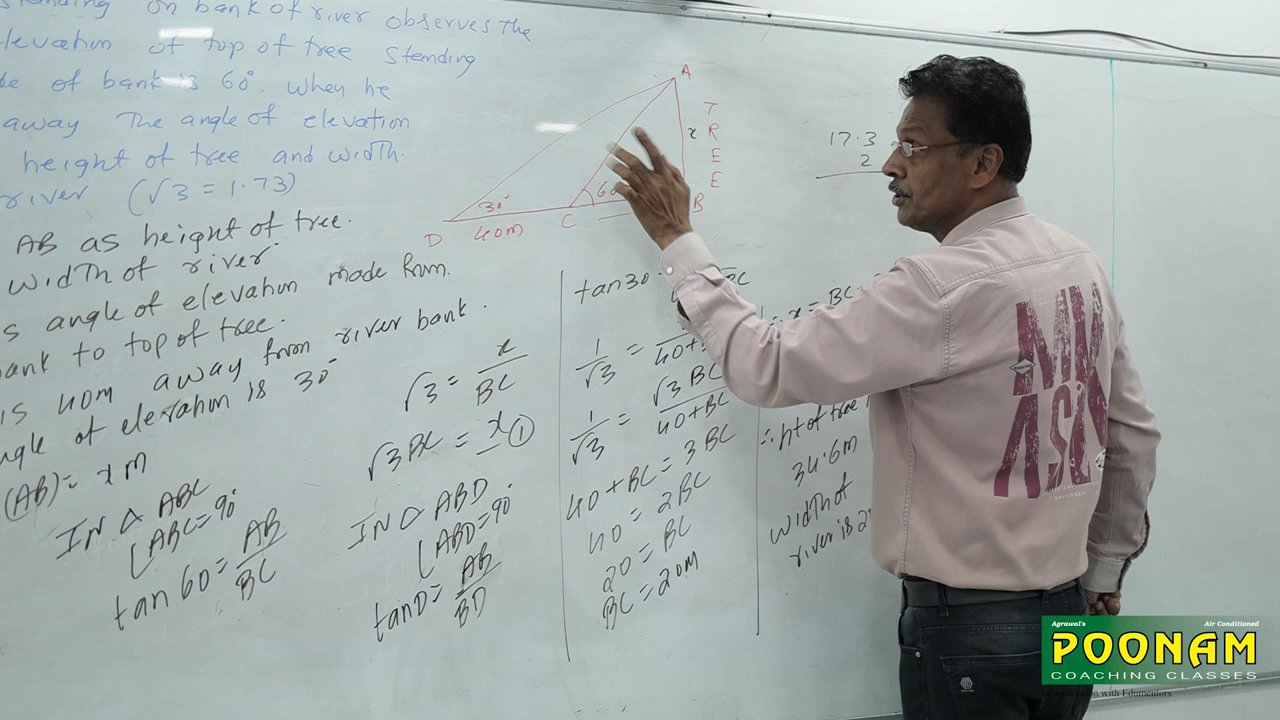 standing on bank of river observes the
elevation of top of tree standing
of bank is 60°. When he
away The angle of elevation
height of tree and width.
river (√3 = 1.73)
AB as height of tree.
width of river
angle of elevation made from
to top of tree.
is 40m away from river bank.
angle of elevation is 30°
(AB) = x m
IN △ ABC
∠ABC = 90°
tan 60 = AB/BC
√3 = x/BC
√3 BC = x ①
IN △ ABD
∠ABD = 90°
tanD = AB/BD
A
x
TREE
B
30°
60
D
40m
C
17.3
2
tan30
BC
1/√3 =
40+
1/√3 = √3 BC/40+BC
40+BC = 3BC
40 = 2BC
20 = BC
BC = 20m
∴ x = BC
∴ ht of tree
34.6m
width of
river is 2
MM
ASC
Agrawal's
Air Conditioned
POONAM
COACHING CLASSES
with Edumentors